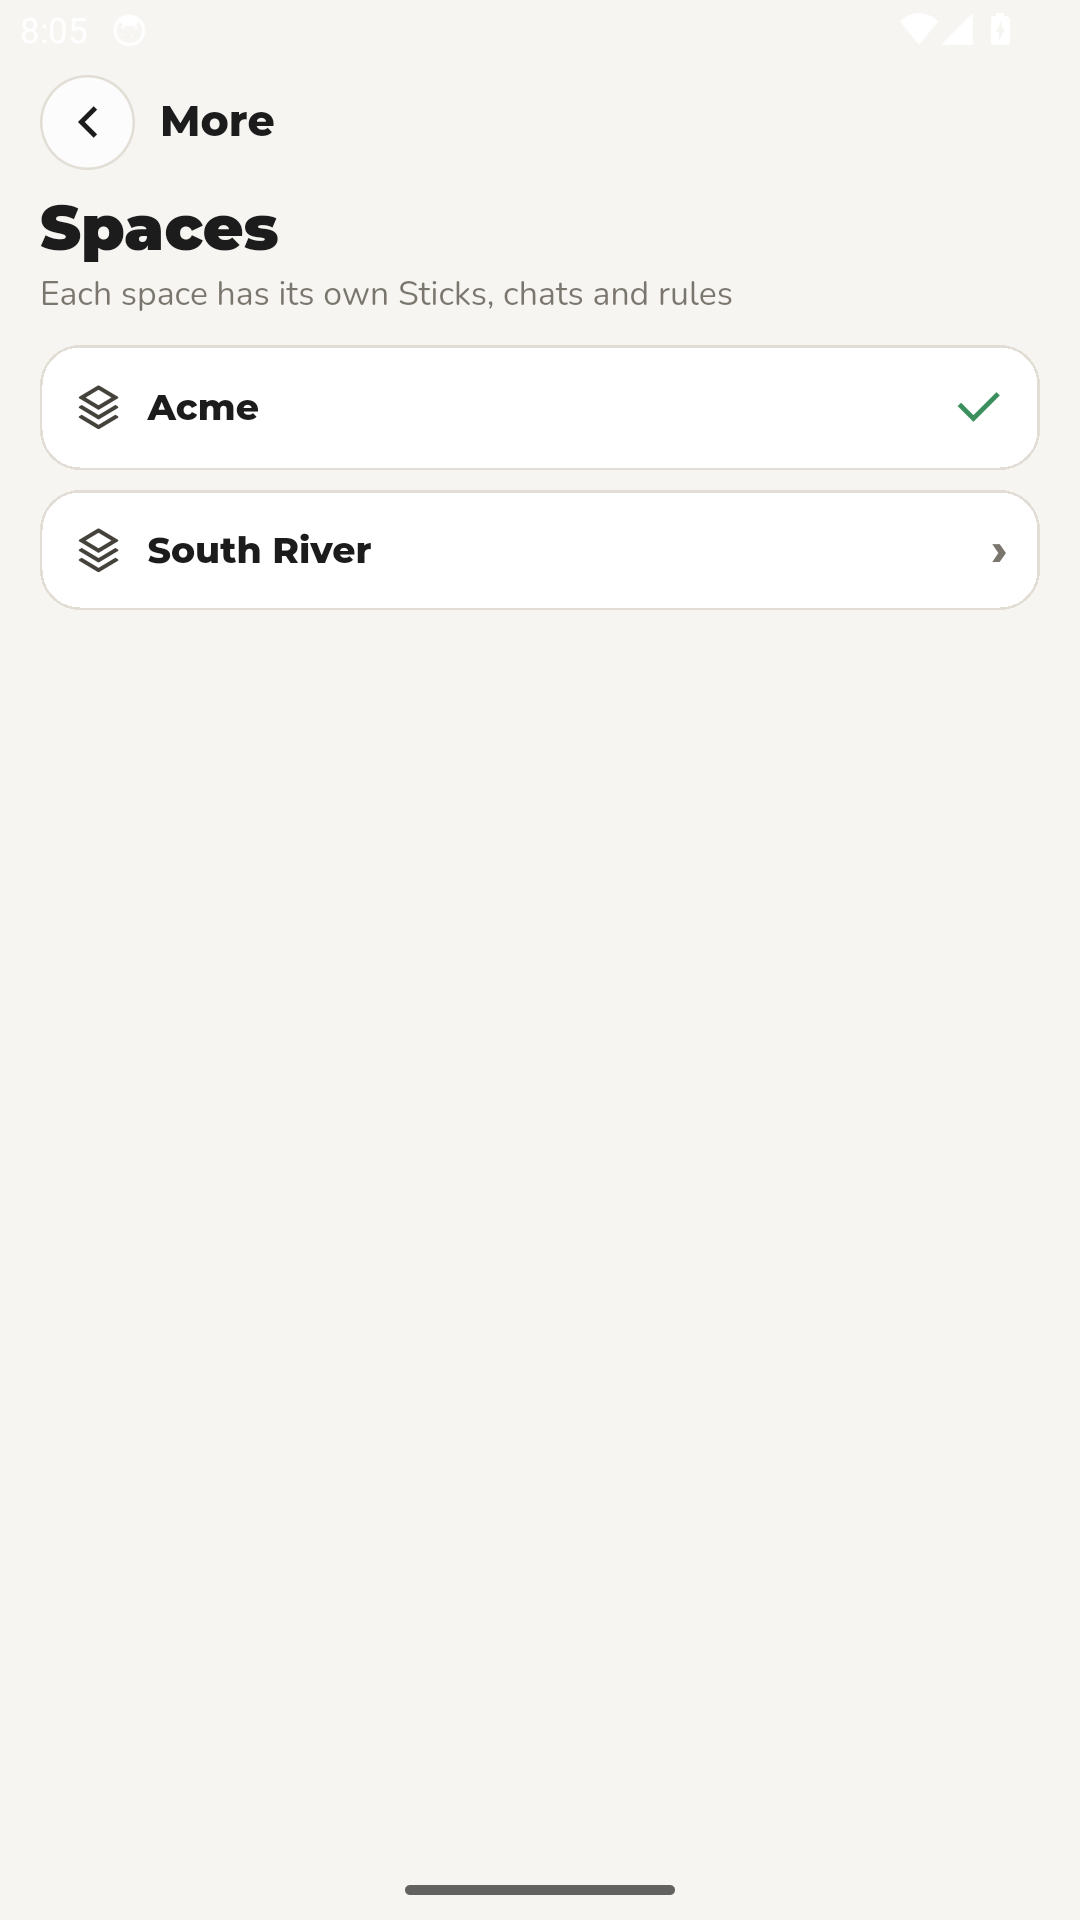 8:05
More
Spaces
Each space has its own Sticks, chats and rules
Acme
South River